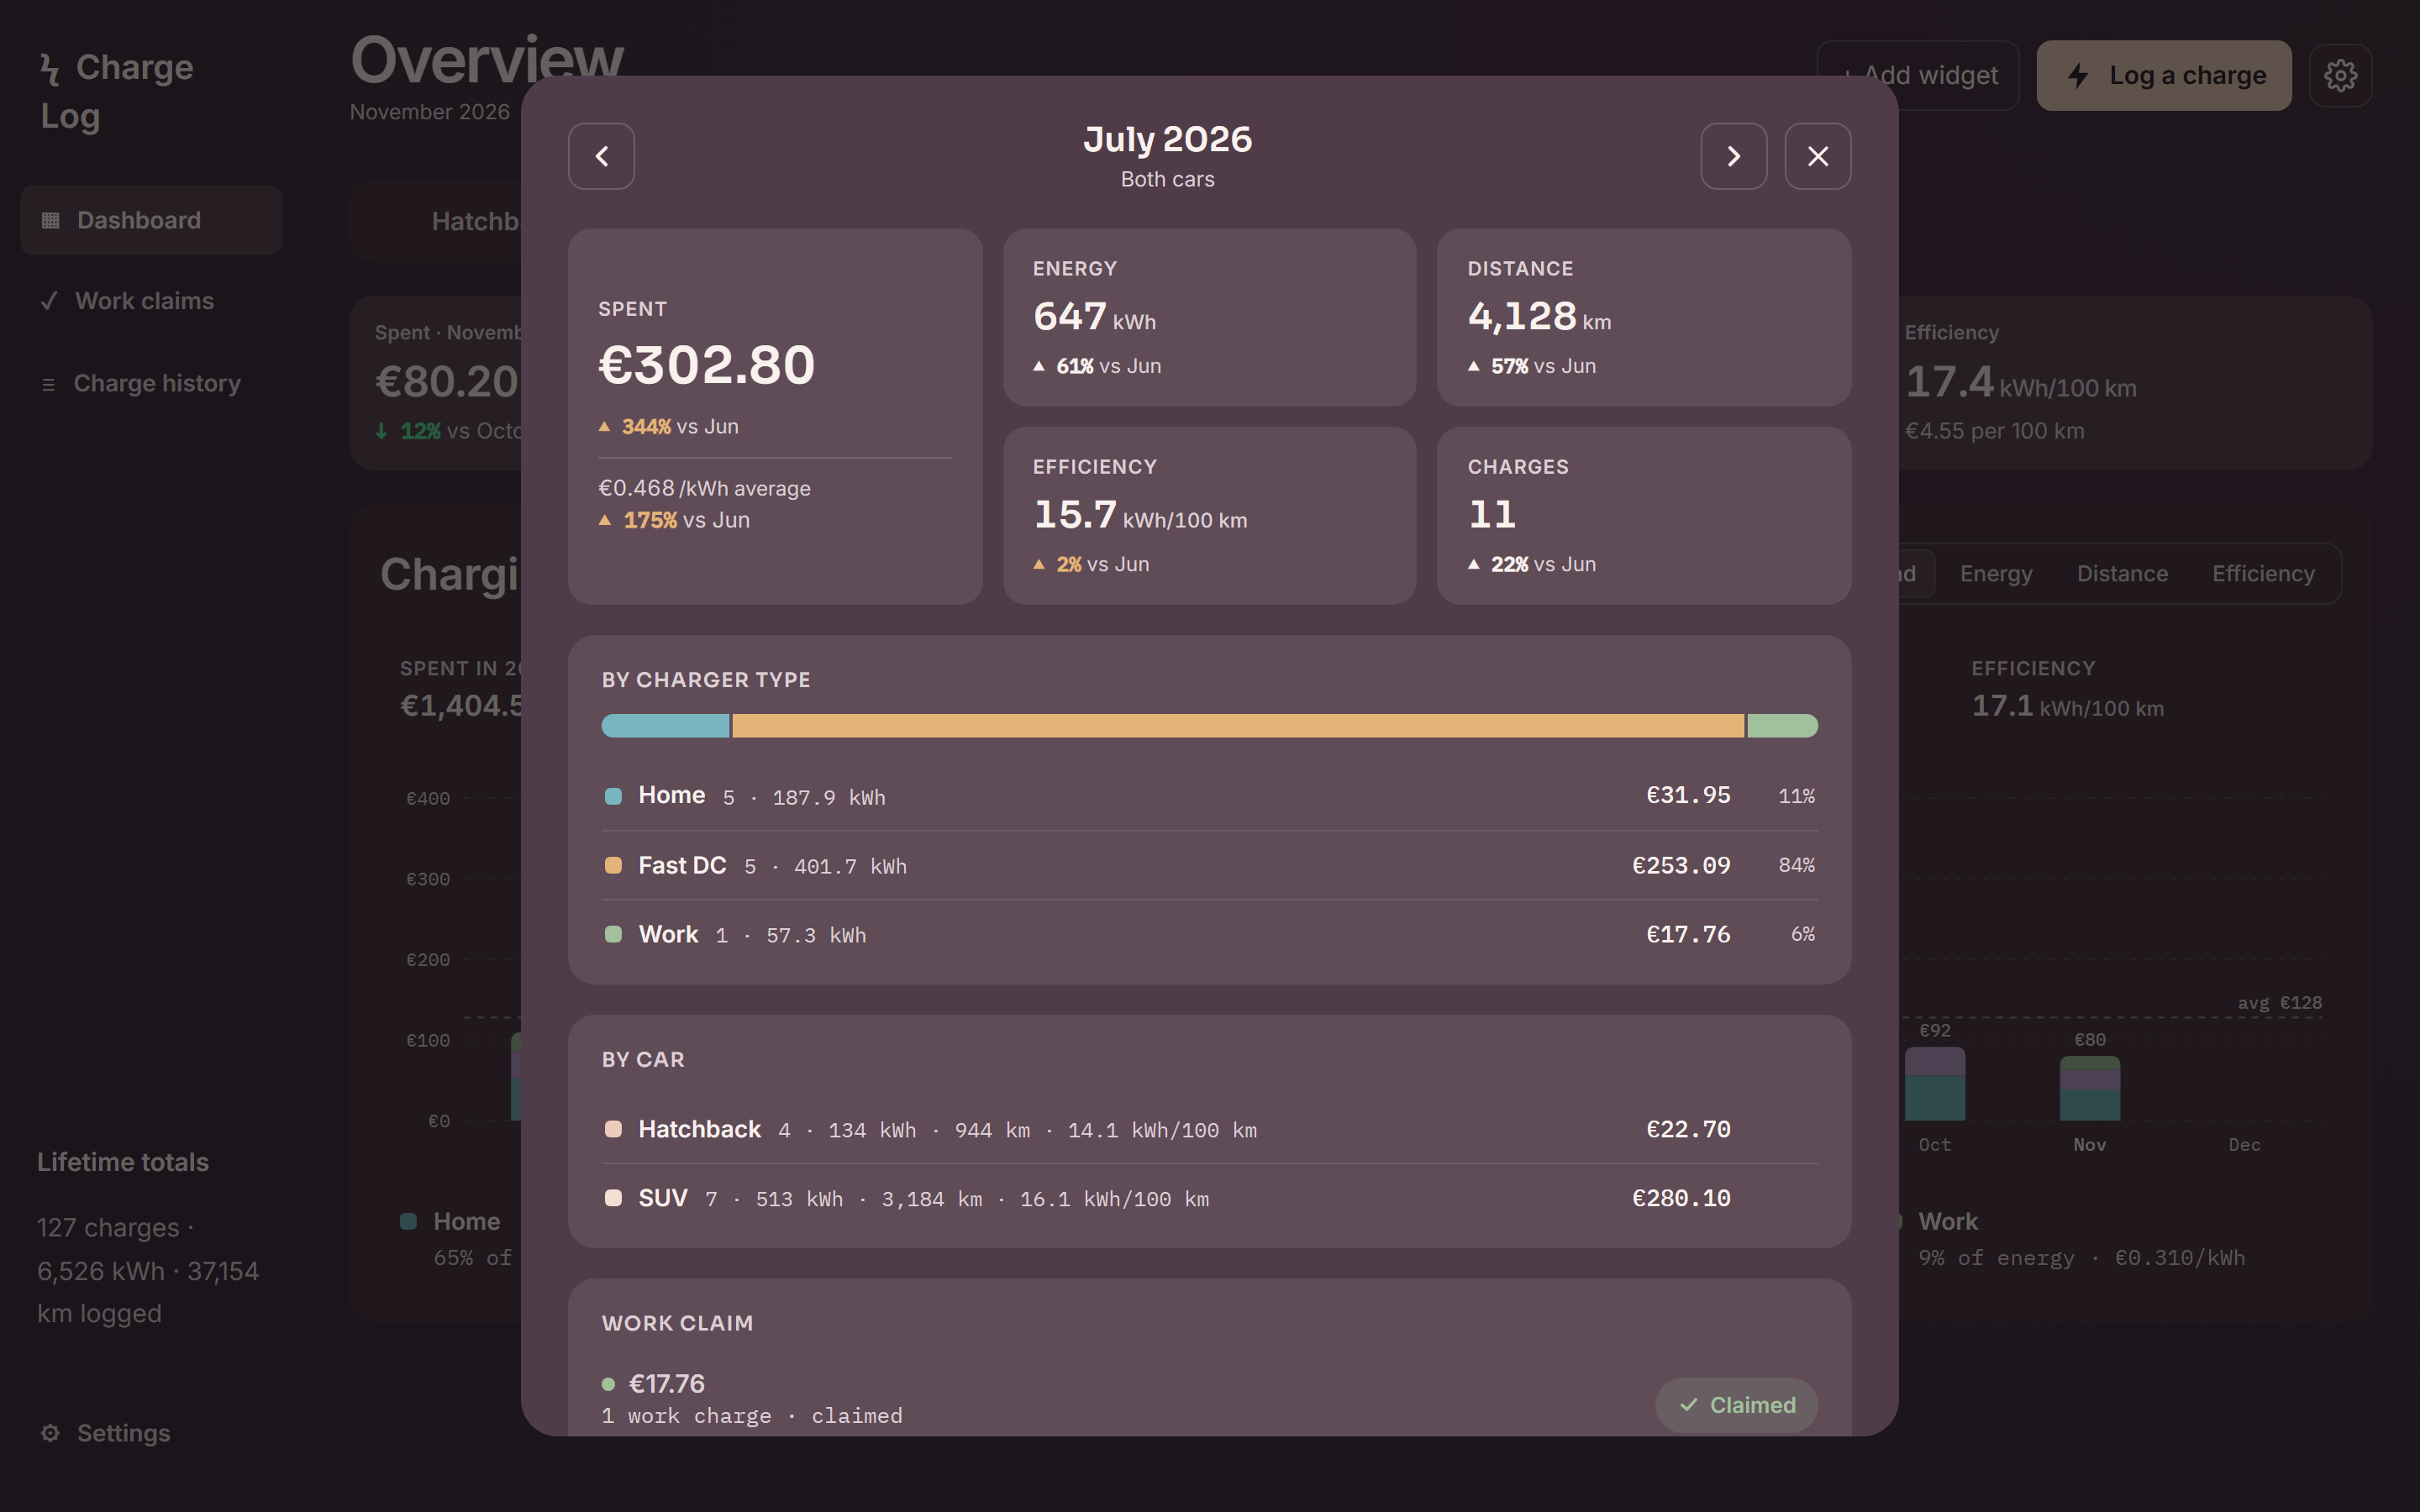 Charge
Log
Dashboard
Work claims
Charge history
Lifetime totals
127 charges ·
6,526 kWh · 37,154
km logged
Settings
Overview
November 2026
Add widget
Log a charge
Spent ·
€80.20
↓ 12% vs
Efficiency
17.4 kWh/100 km
€4.55 per 100 km
Energy
Distance
Efficiency
SPENT IN
EFFICIENCY
17.1 kWh/100 km
€400
€300
€200
€100
€0
avg €128
€92
€80
Oct
Nov
Dec
Home
65% of
Work
9% of energy · €0.310/kWh
July 2026
Both cars
SPENT
€302.80
▲ 344% vs Jun
€0.468 /kWh average
▲ 175% vs Jun
ENERGY
647 kWh
▲ 61% vs Jun
DISTANCE
4,128 km
▲ 57% vs Jun
EFFICIENCY
15.7 kWh/100 km
▲ 2% vs Jun
CHARGES
11
▲ 22% vs Jun
BY CHARGER TYPE
Home 5 · 187.9 kWh €31.95 11%
Fast DC 5 · 401.7 kWh €253.09 84%
Work 1 · 57.3 kWh €17.76 6%
BY CAR
Hatchback 4 · 134 kWh · 944 km · 14.1 kWh/100 km €22.70
SUV 7 · 513 kWh · 3,184 km · 16.1 kWh/100 km €280.10
WORK CLAIM
€17.76
1 work charge · claimed
Claimed